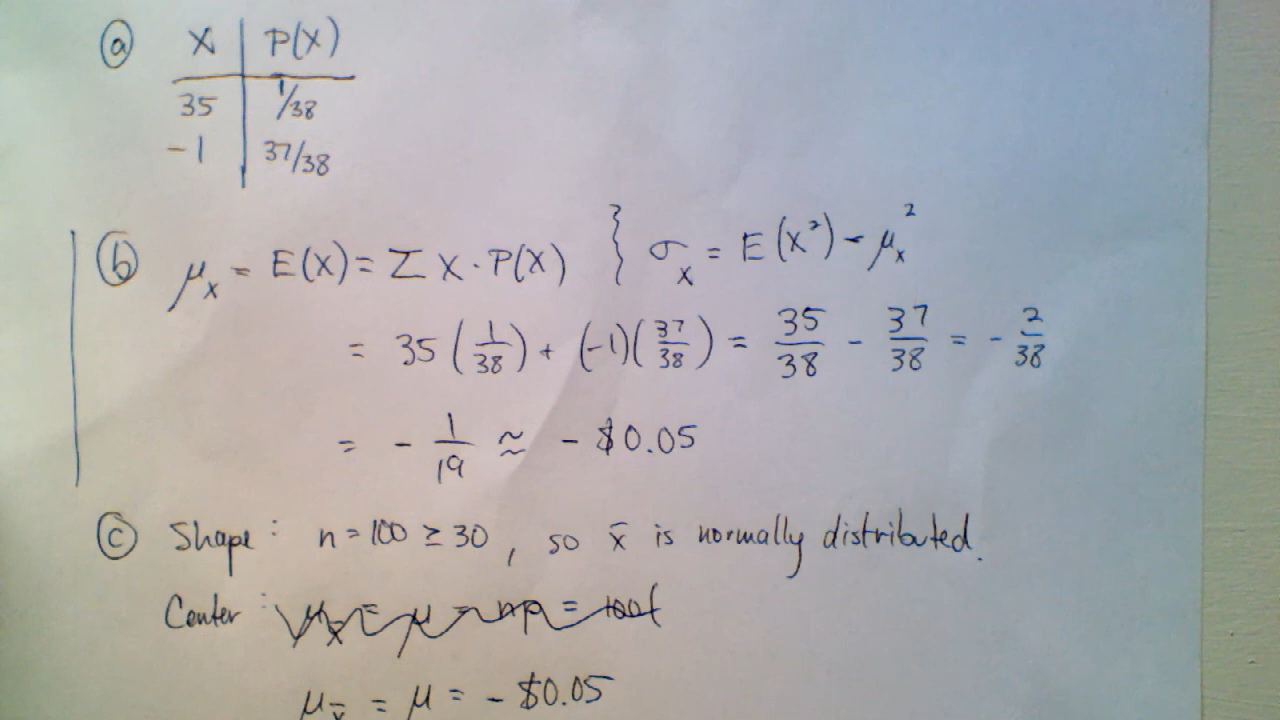 ⓐ X | P(X)
35 | 1/38
-1 | 37/38
ⓑ μₓ = E(X) = Σ X · P(X) } σₓ = E(X²) - μₓ²
= 35 (1/38) + (-1)(37/38) = 35/38 - 37/38 = - 2/38
= - 1/19 ≈ - $0.05
ⓒ Shape: n = 100 ≥ 30, so x̄ is normally distributed.
Center:
μ_x̄ = μ = - $0.05